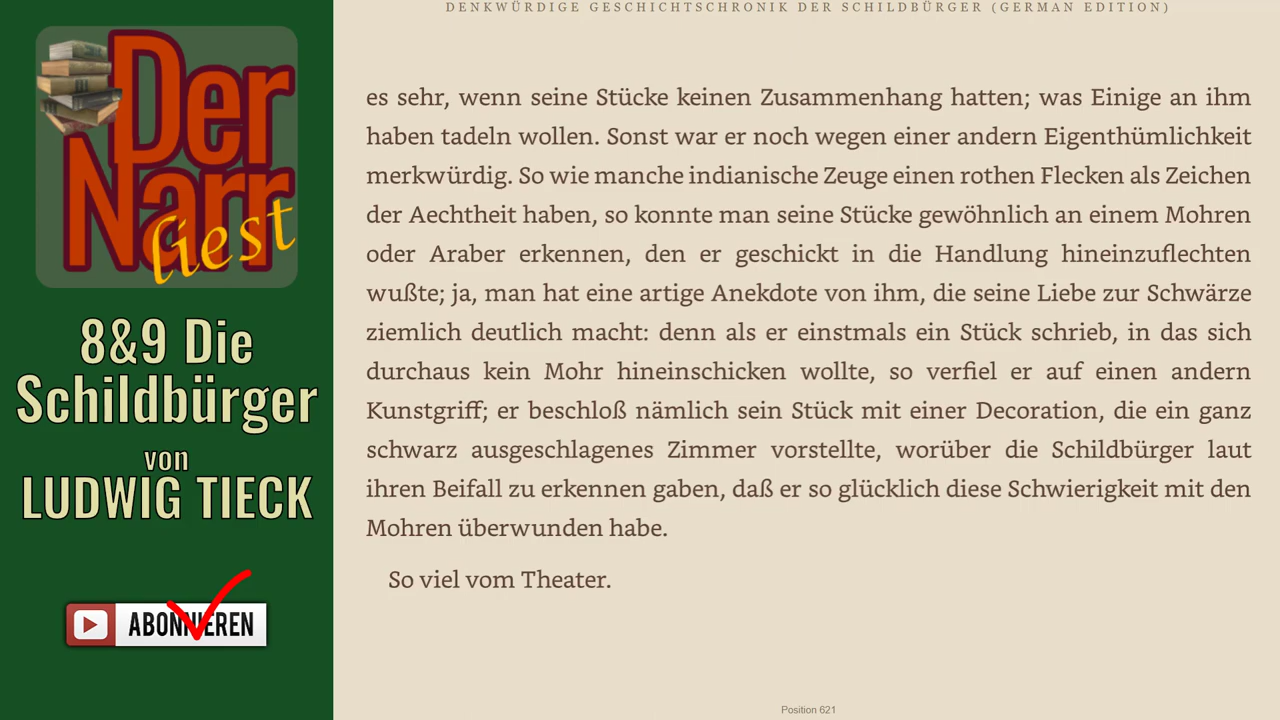 Der
Narr
liest
8&9 Die
Schildbürger
von
LUDWIG TIECK
ABONNIEREN
DENKWÜRDIGE GESCHICHTSCHRONIK DER SCHILDBÜRGER (GERMAN EDITION)
es sehr, wenn seine Stücke keinen Zusammenhang hatten; was Einige an ihm
haben tadeln wollen. Sonst war er noch wegen einer andern Eigenthümlichkeit
merkwürdig. So wie manche indianische Zeuge einen rothen Flecken als Zeichen
der Aechtheit haben, so konnte man seine Stücke gewöhnlich an einem Mohren
oder Araber erkennen, den er geschickt in die Handlung hineinzuflechten
wußte; ja, man hat eine artige Anekdote von ihm, die seine Liebe zur Schwärze
ziemlich deutlich macht: denn als er einstmals ein Stück schrieb, in das sich
durchaus kein Mohr hineinschicken wollte, so verfiel er auf einen andern
Kunstgriff; er beschloß nämlich sein Stück mit einer Decoration, die ein ganz
schwarz ausgeschlagenes Zimmer vorstellte, worüber die Schildbürger laut
ihren Beifall zu erkennen gaben, daß er so glücklich diese Schwierigkeit mit den
Mohren überwunden habe.
So viel vom Theater.
Position 621